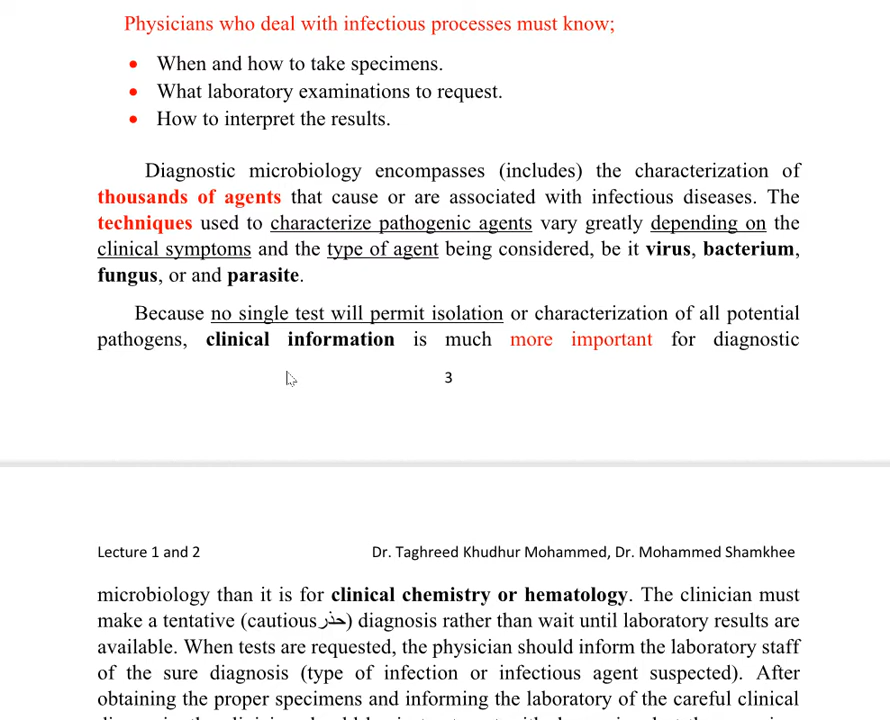 Physicians who deal with infectious processes must know;
• When and how to take specimens.
• What laboratory examinations to request.
• How to interpret the results.
Diagnostic microbiology encompasses (includes) the characterization of
thousands of agents that cause or are associated with infectious diseases. The
techniques used to characterize pathogenic agents vary greatly depending on the
clinical symptoms and the type of agent being considered, be it virus, bacterium,
fungus, or and parasite.
Because no single test will permit isolation or characterization of all potential
pathogens, clinical information is much more important for diagnostic
3
Lecture 1 and 2 Dr. Taghreed Khudhur Mohammed, Dr. Mohammed Shamkhee
microbiology than it is for clinical chemistry or hematology. The clinician must
make a tentative (cautious حذر) diagnosis rather than wait until laboratory results are
available. When tests are requested, the physician should inform the laboratory staff
of the sure diagnosis (type of infection or infectious agent suspected). After
obtaining the proper specimens and informing the laboratory of the careful clinical